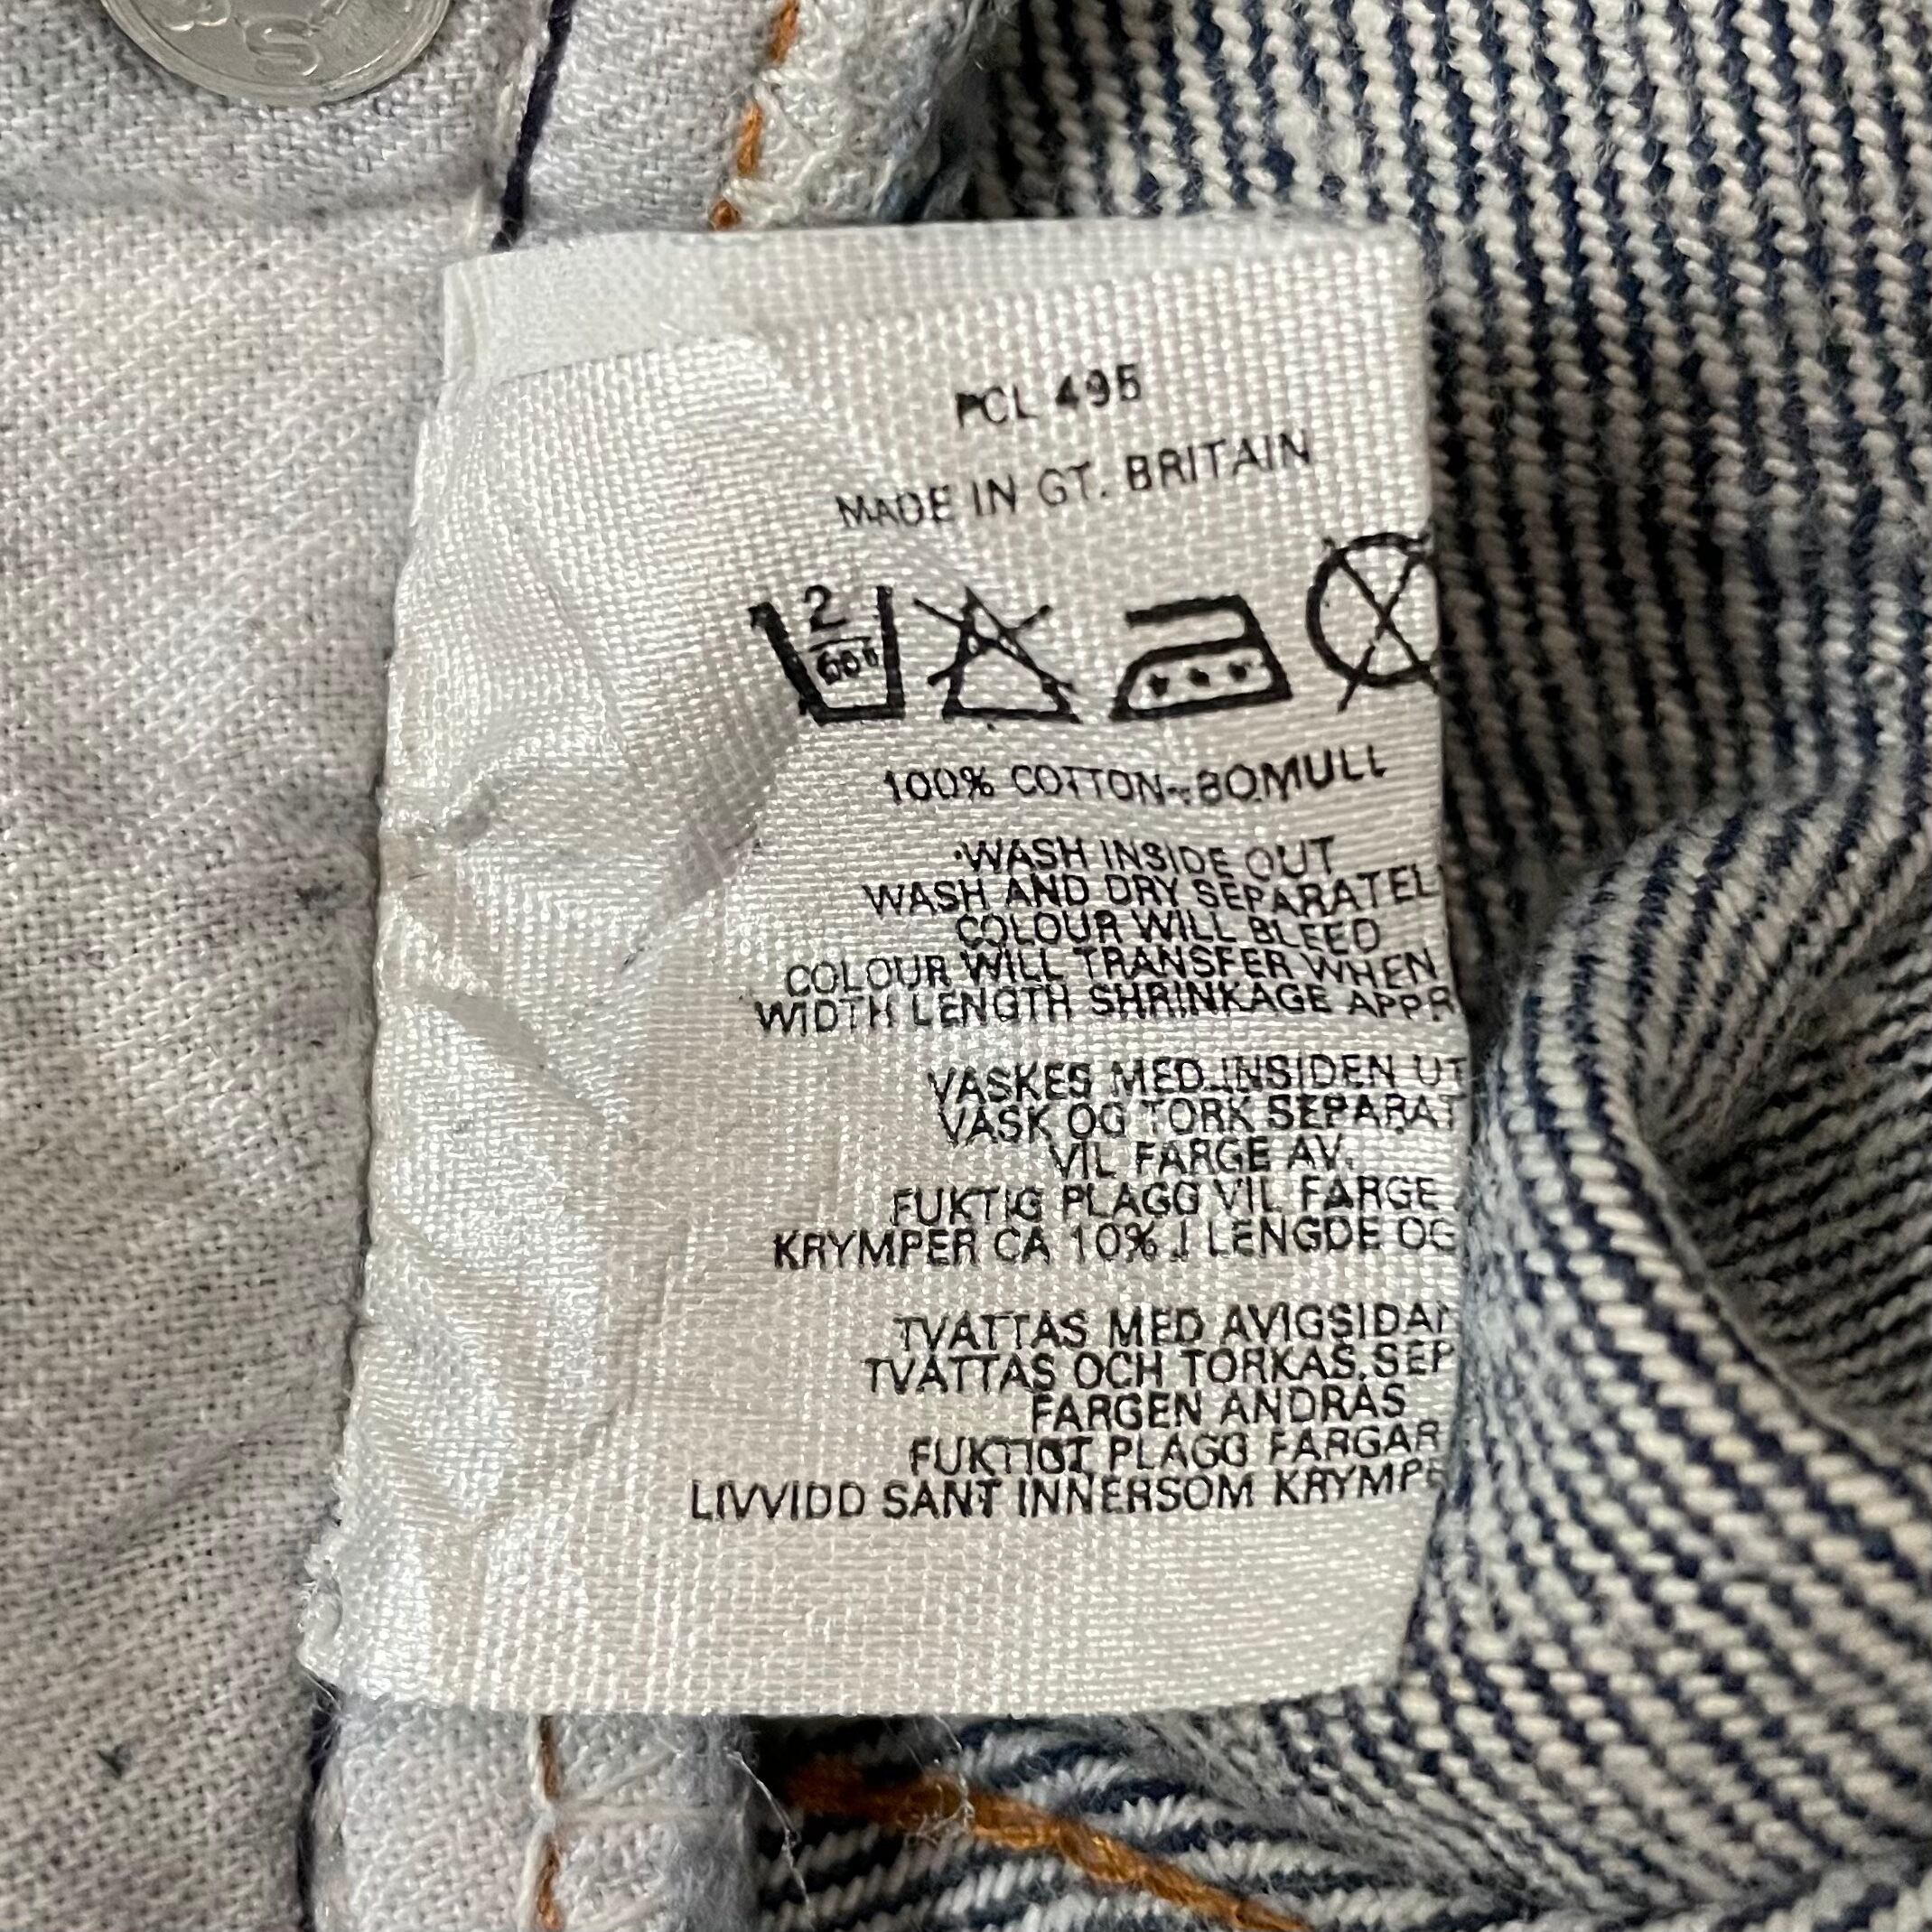 S
PCL 495
MADE IN GT. BRITAIN
2
60°
100% COTTON - BOMULL
WASH INSIDE OUT
WASH AND DRY SEPARATEL
COLOUR WILL BLEED
COLOUR WILL TRANSFER WHEN
WIDTH LENGTH SHRINKAGE APPR
VASKES MED INSIDEN UT
VASK OG TORK SEPARAT
VIL FARGE AV.
FUKTIG PLAGG VIL FARGE
KRYMPER CA 10% I LENGDE OG
TVATTAS MED AVIGSIDAN
TVATTAS OCH TORKAS SEP
FARGEN ANDRAS
FUKTIGT PLAGG FARGAR
LIVVIDD SANT INNERSOM KRYMPE